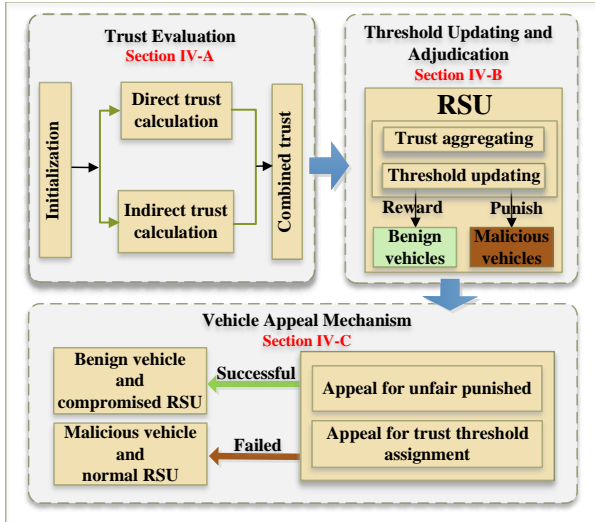 Trust Evaluation
Section IV-A
Initialization
Direct trust
calculation
Indirect trust
calculation
Combined trust
Threshold Updating and
Adjudication
Section IV-B
RSU
Trust aggregating
Threshold updating
Reward
Punish
Benign
vehicles
Malicious
vehicles
Vehicle Appeal Mechanism
Section IV-C
Benign vehicle
and
compromised RSU
Successful
Appeal for unfair punished
Malicious vehicle
and
normal RSU
Failed
Appeal for trust threshold
assignment